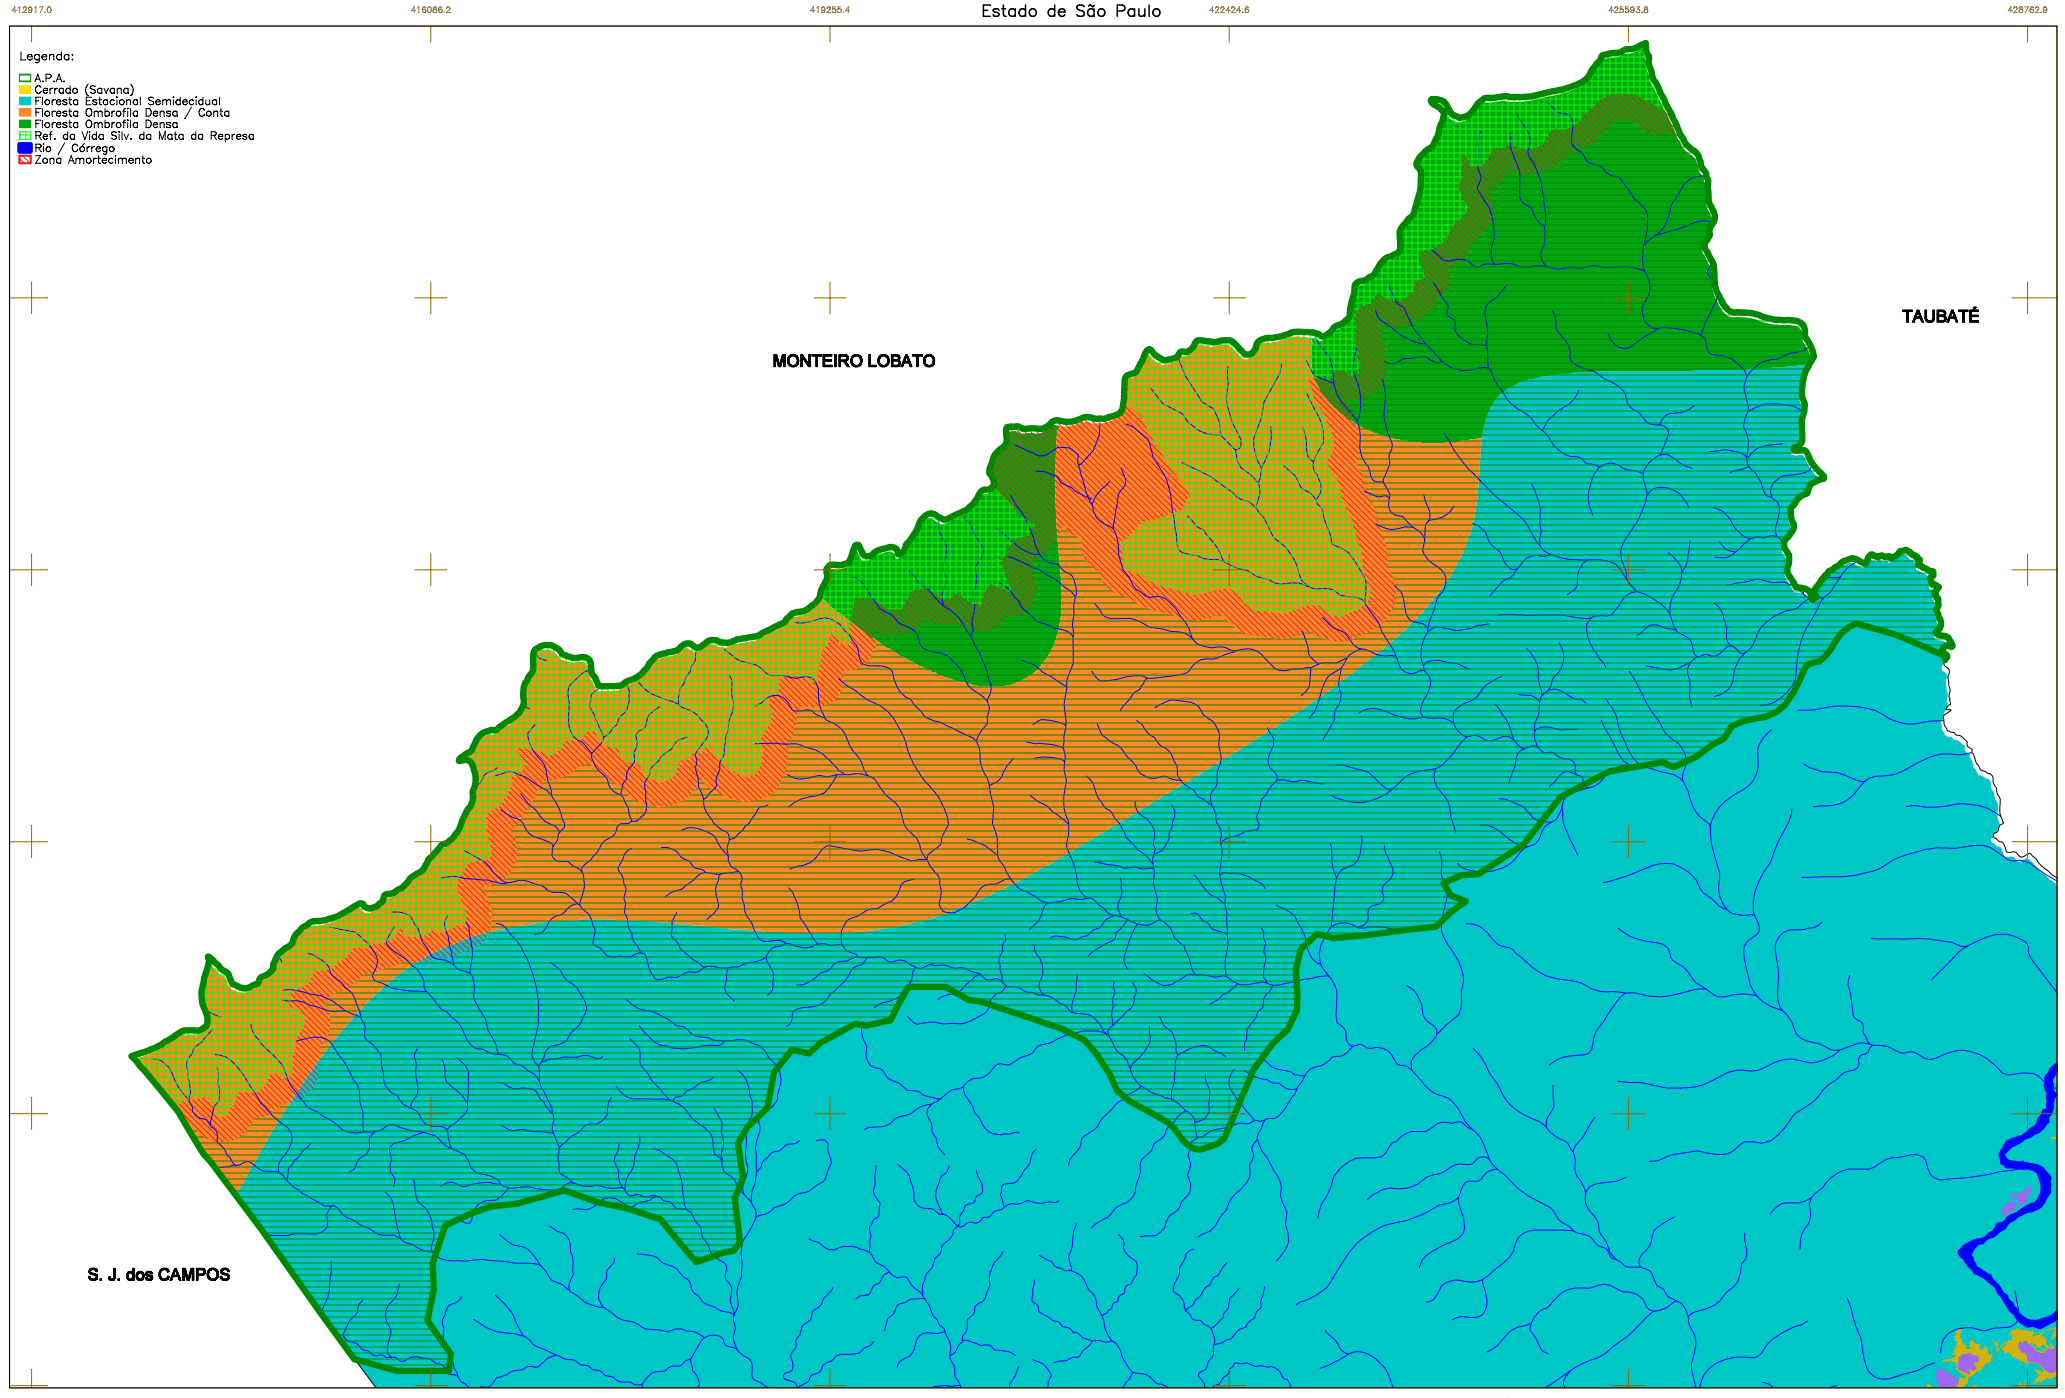 412917.0 416086.2 419255.4 Estado de São Paulo 422424.6 425593.8 428762.9
Legenda:
A.P.A.
Cerrado (Savana)
Floresta Estacional Semidecidual
Floresta Ombrofila Densa / Conta
Floresta Ombrofila Densa
Ref. da Vida Silv. da Mata da Represa
Rio / Córrego
Zona Amortecimento
TAUBATÉ
MONTEIRO LOBATO
S. J. dos CAMPOS